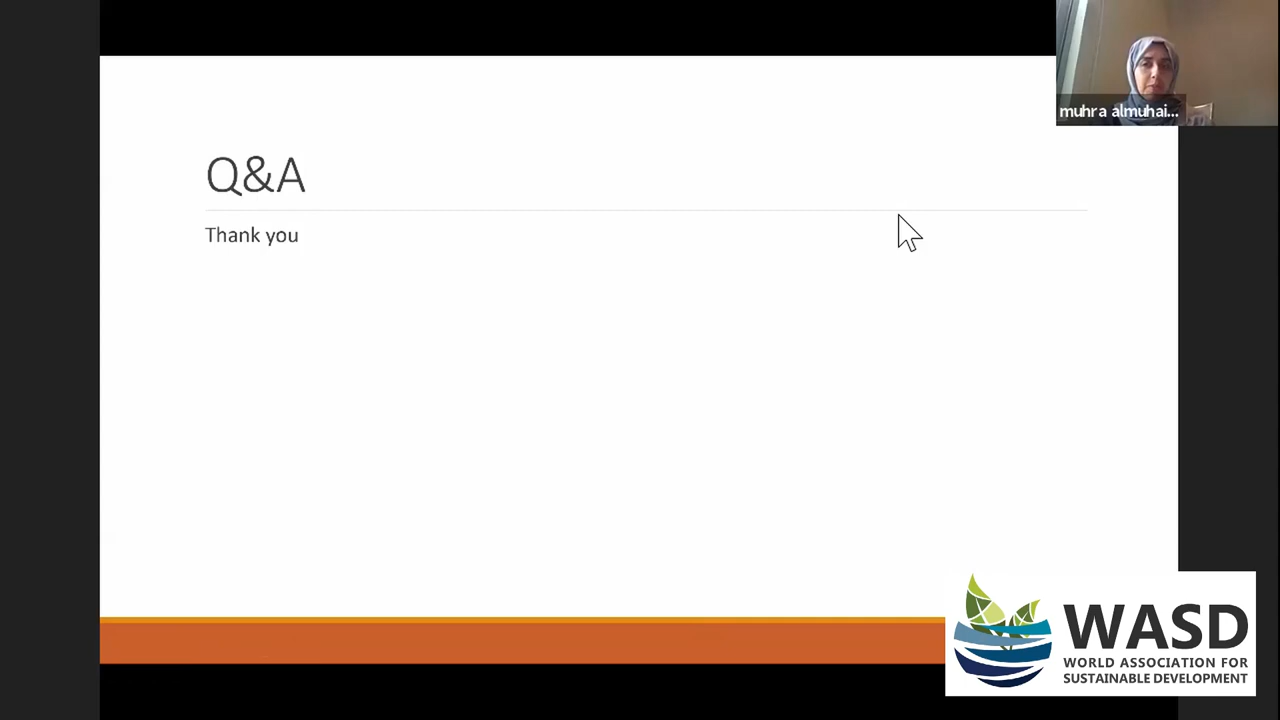 muhra almuhai...
Q&A
Thank you
WASD
WORLD ASSOCIATION FOR
SUSTAINABLE DEVELOPMENT